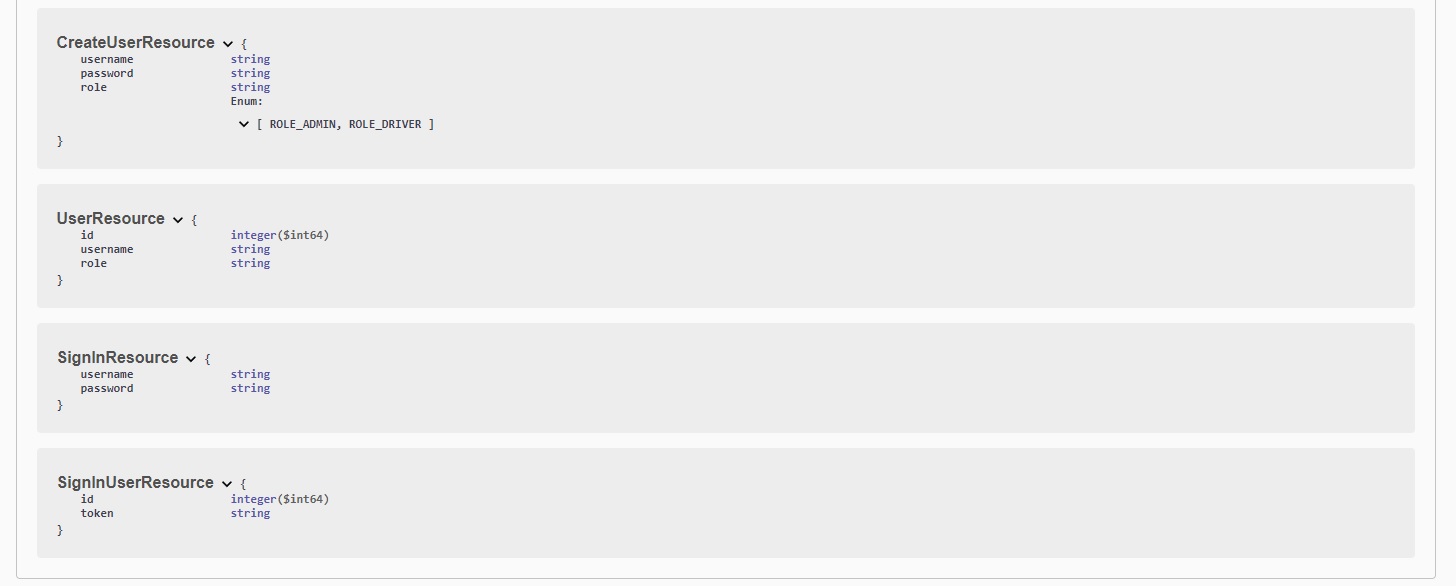 CreateUserResource {
username string
password string
role string
Enum:
[ ROLE_ADMIN, ROLE_DRIVER ]
}
UserResource {
id integer($int64)
username string
role string
}
SignInResource {
username string
password string
}
SignInUserResource {
id integer($int64)
token string
}